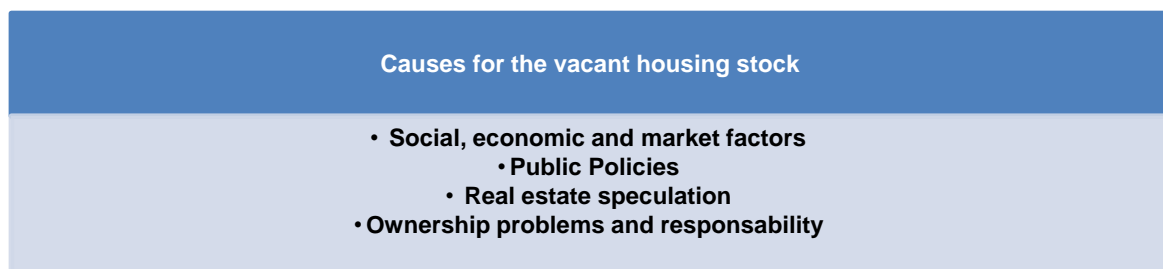 Causes for the vacant housing stock
• Social, economic and market factors
• Public Policies
• Real estate speculation
• Ownership problems and responsability